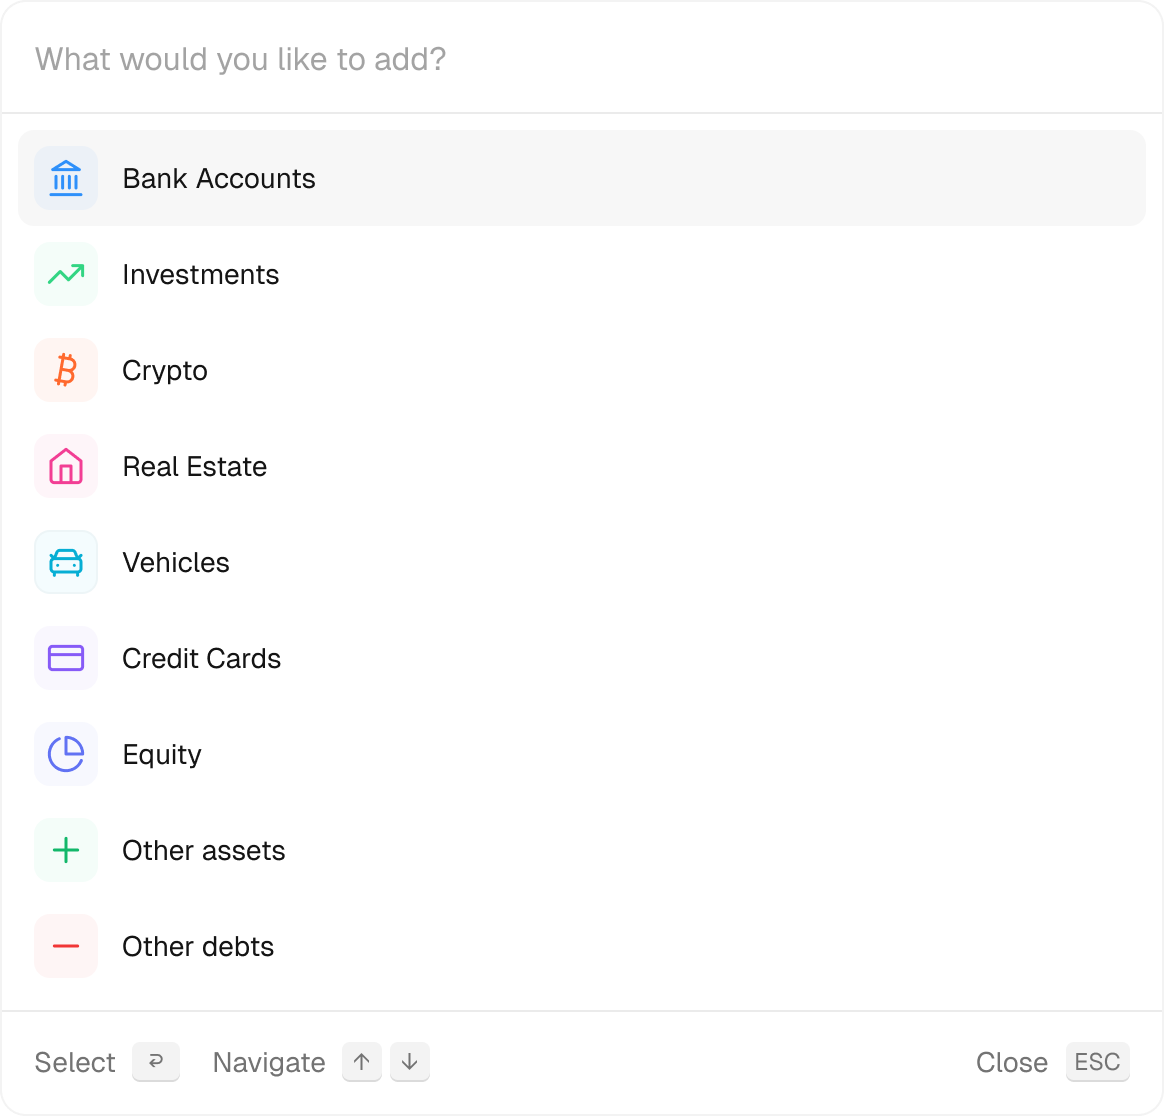 What would you like to add?
Bank Accounts
Investments
Crypto
Real Estate
Vehicles
Credit Cards
Equity
Other assets
Other debts
Select Navigate ↑ ↓ Close ESC